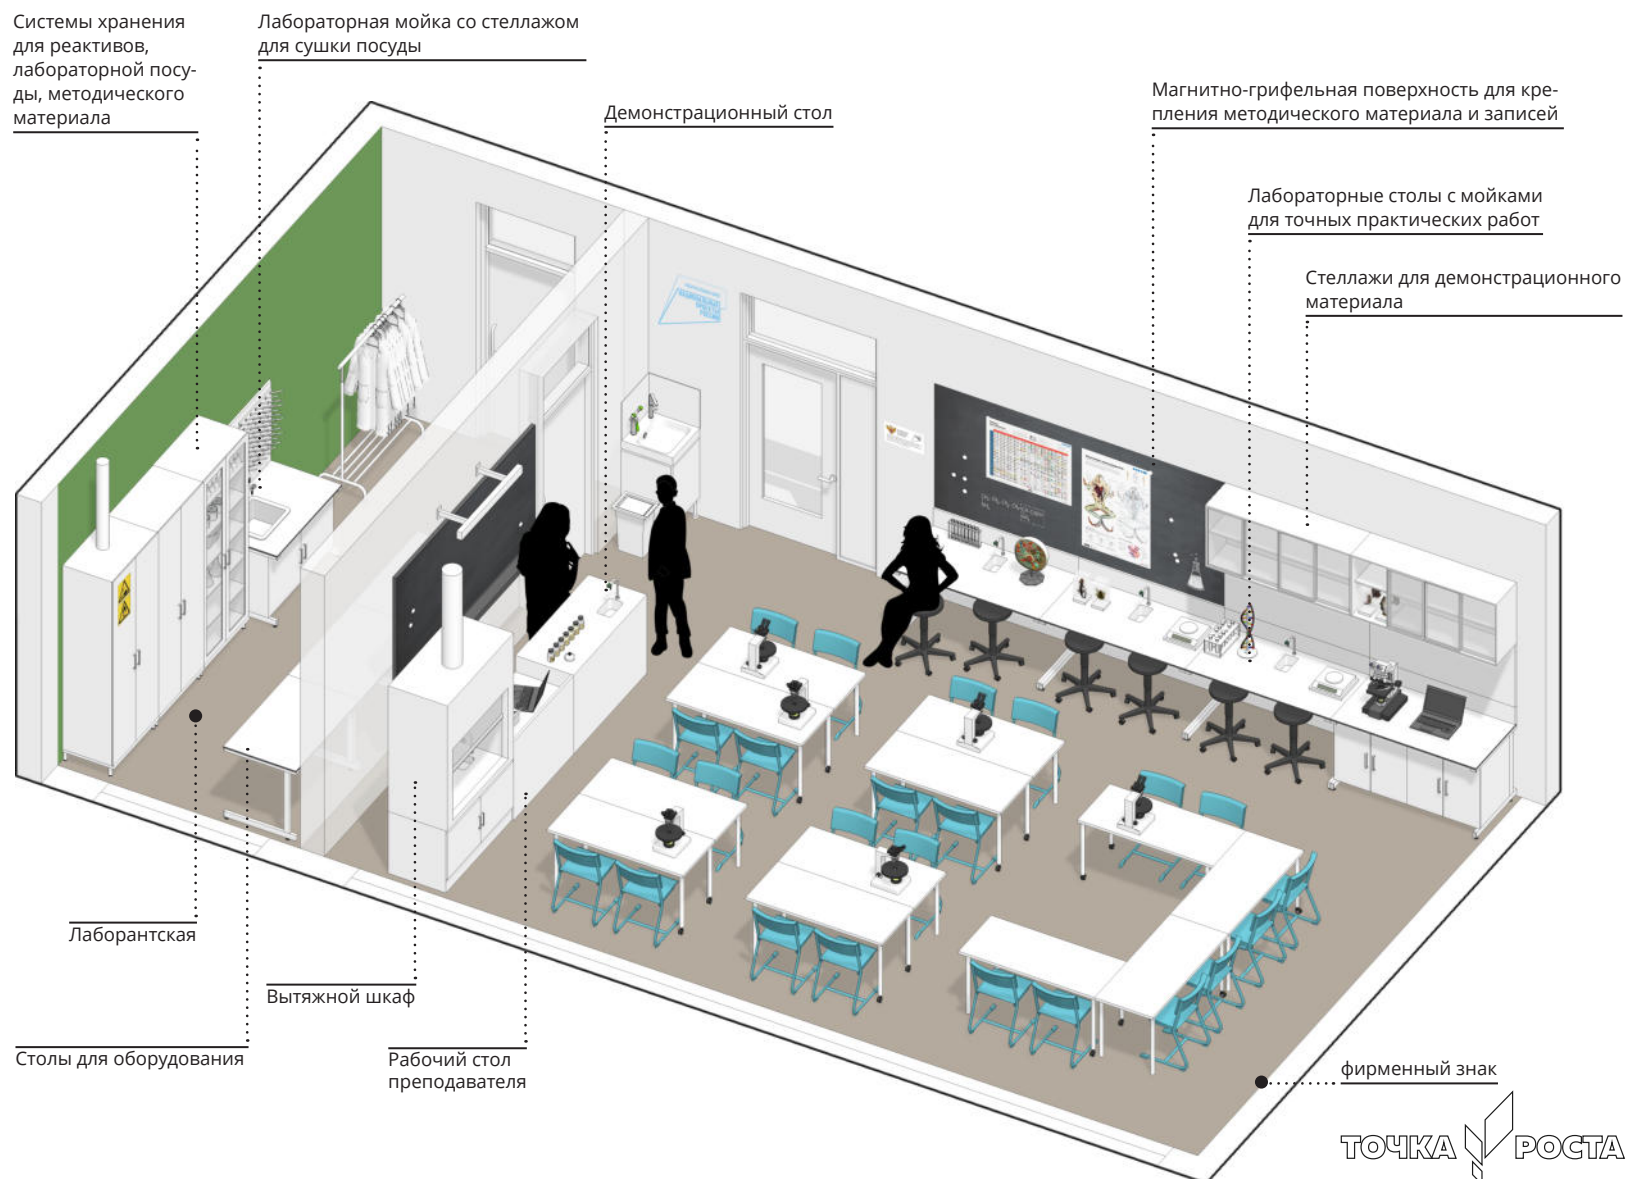 Системы хранения
для реактивов,
лабораторной посу-
ды, методического
материала
Лабораторная мойка со стеллажом
для сушки посуды
Демонстрационный стол
Магнитно-грифельная поверхность для кре-
пления методического материала и записей
Лабораторные столы с мойками
для точных практических работ
Стеллажи для демонстрационного
материала
Лаборантская
Вытяжной шкаф
Столы для оборудования
Рабочий стол
преподавателя
фирменный знак
ТОЧКА РОСТА